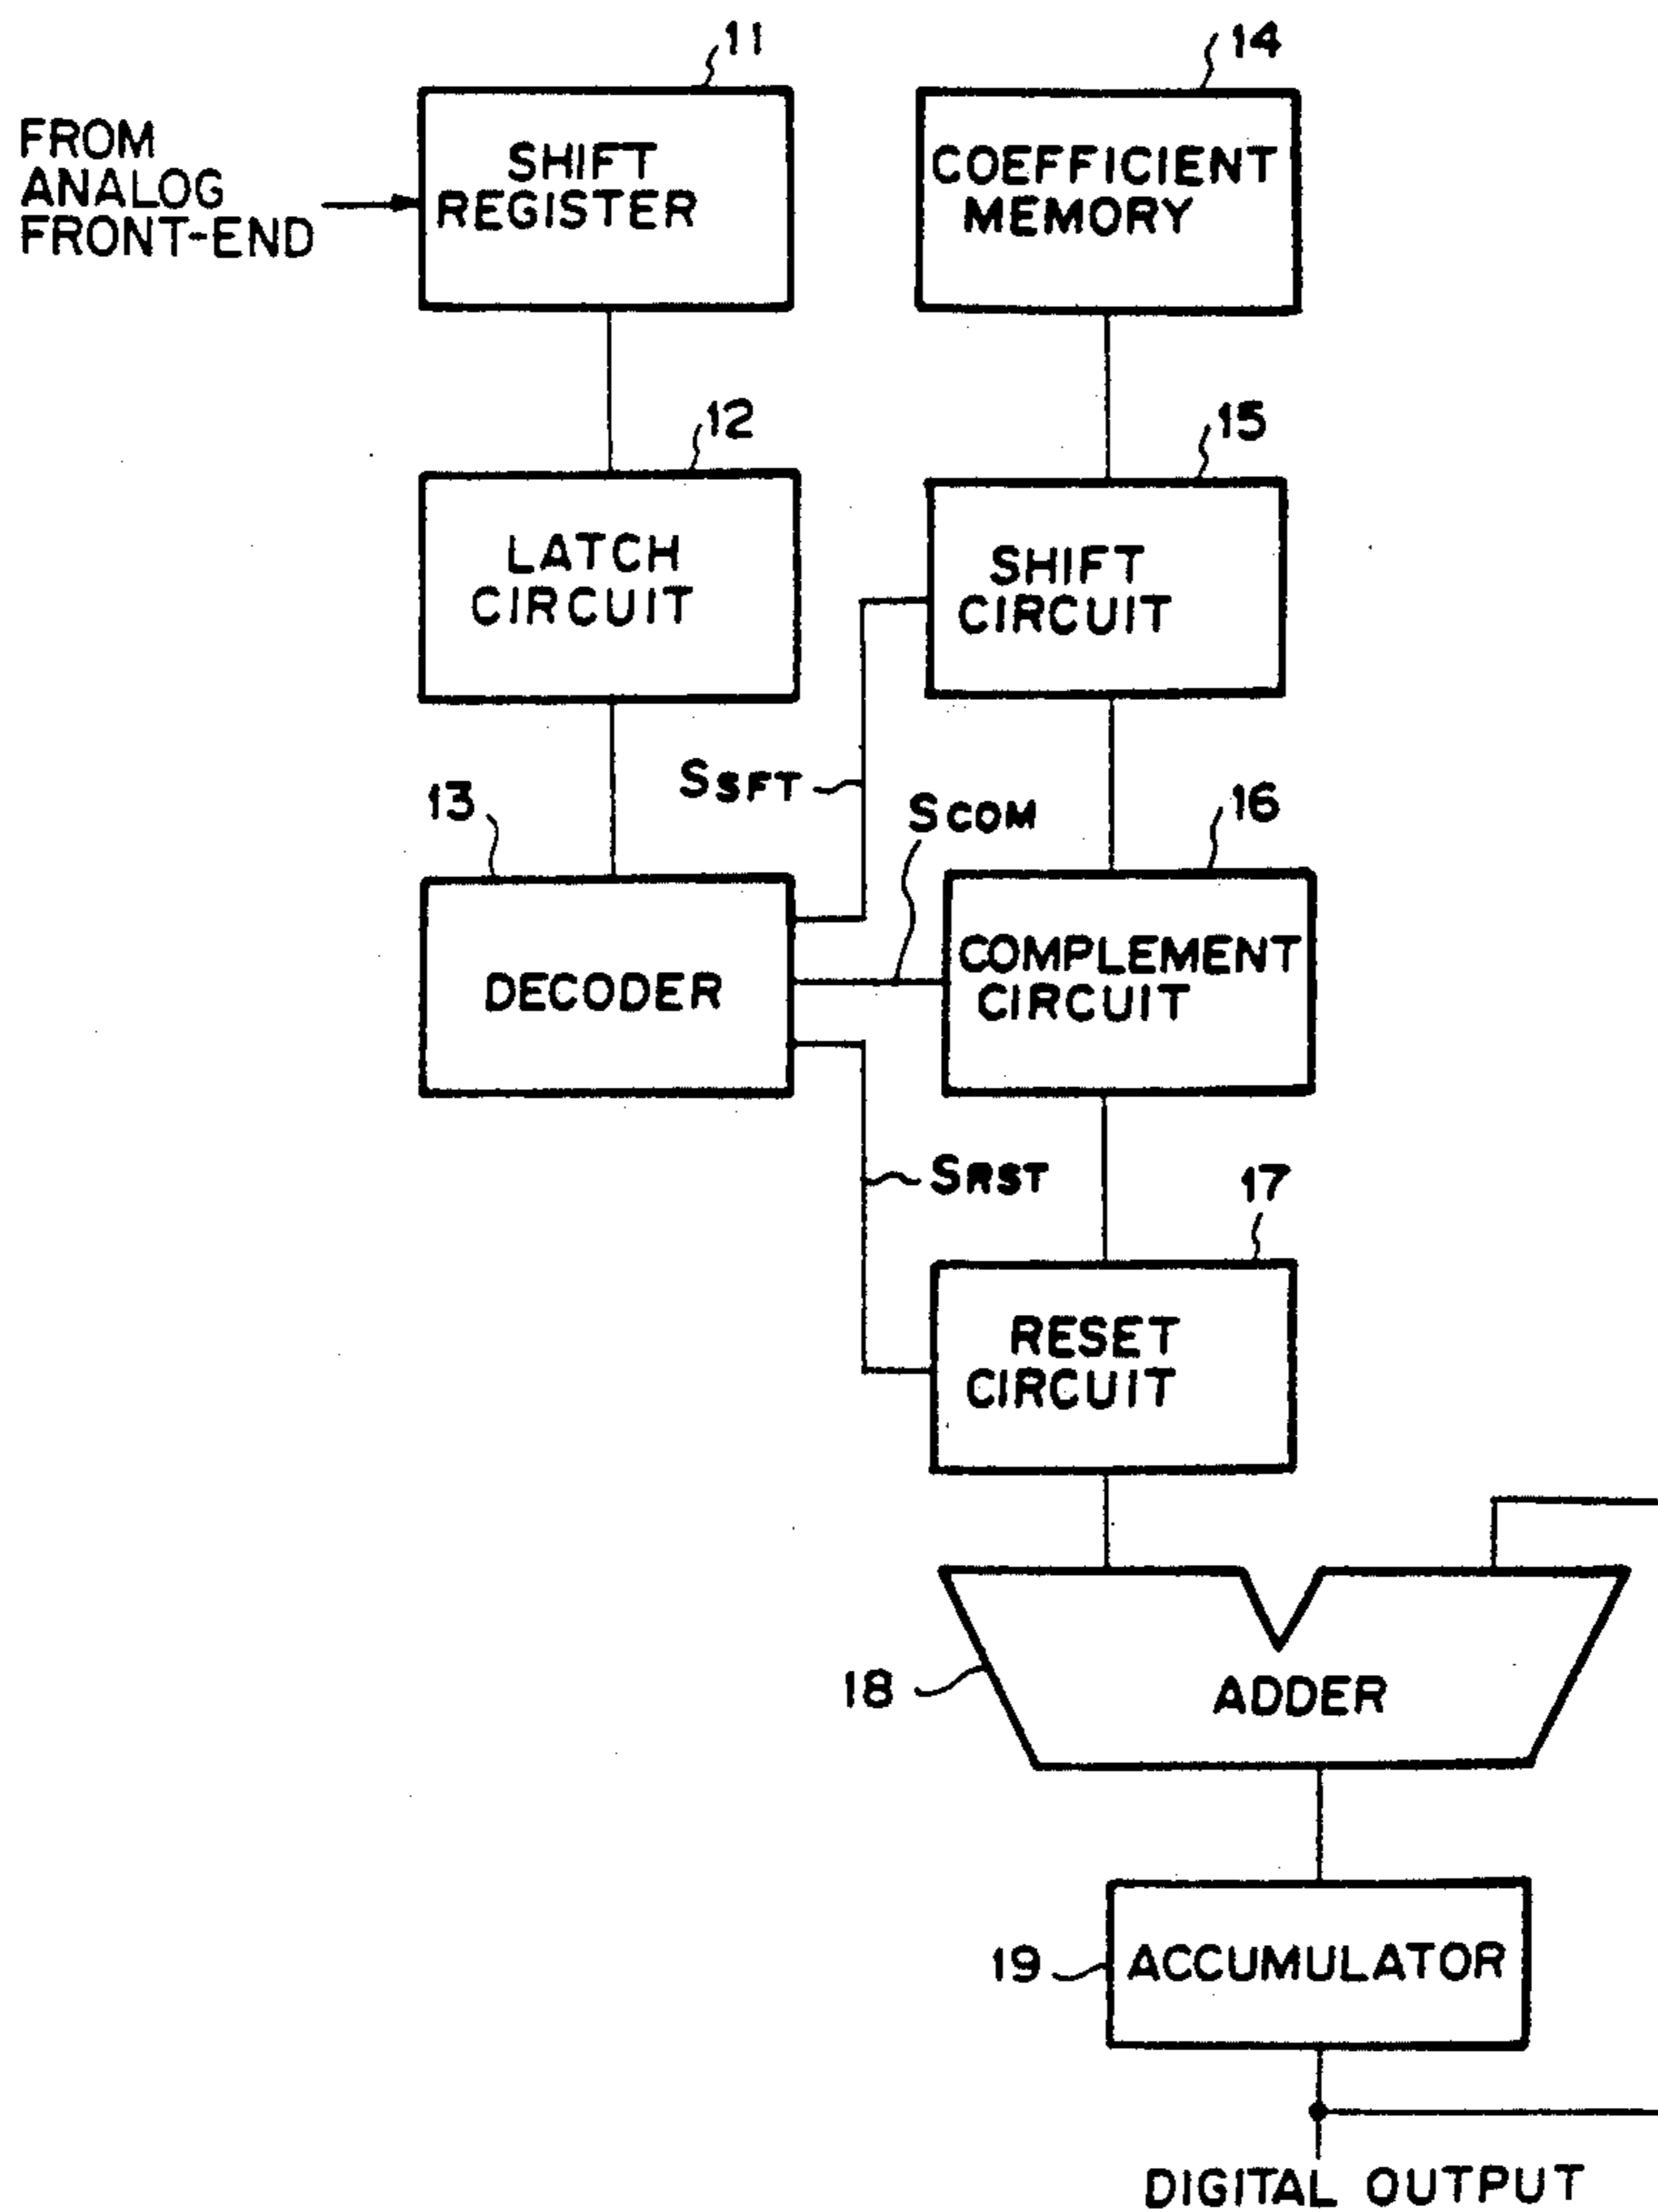 11
14
FROM
ANALOG
FRONT-END
SHIFT
REGISTER
COEFFICIENT
MEMORY
12
15
LATCH
CIRCUIT
SHIFT
CIRCUIT
SSFT
SCOM
13
16
DECODER
COMPLEMENT
CIRCUIT
SRST
17
RESET
CIRCUIT
18
ADDER
19
ACCUMULATOR
DIGITAL OUTPUT